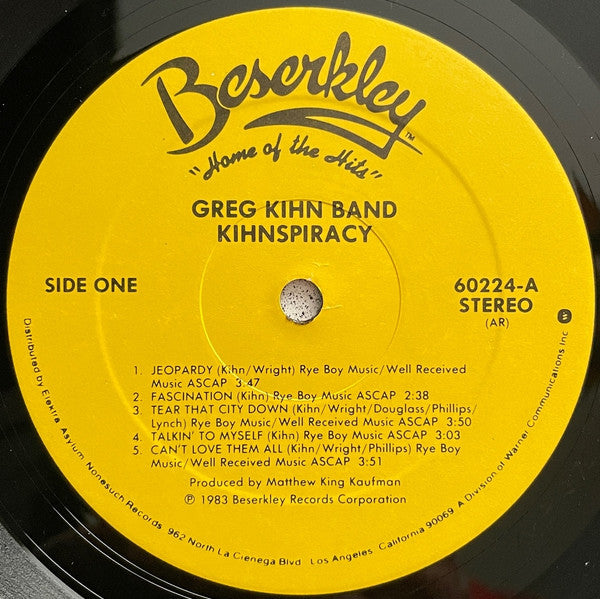 Beserkley™
"Home of the Hits"
GREG KIHN BAND
KIHNSPIRACY
SIDE ONE
60224-A
STEREO
(AR)
1. JEOPARDY (Kihn/Wright) Rye Boy Music/Well Received
Music ASCAP 3:47
2. FASCINATION (Kihn) Rye Boy Music ASCAP 2:38
3. TEAR THAT CITY DOWN (Kihn/Wright/Douglass/Phillips/
Lynch) Rye Boy Music/Well Received Music ASCAP 3:50
4. TALKIN' TO MYSELF (Kihn) Rye Boy Music ASCAP 3:03
5. CAN'T LOVE THEM ALL (Kihn/Wright/Phillips) Rye Boy
Music/Well Received Music ASCAP 3:51
Produced by Matthew King Kaufman
℗ 1983 Beserkley Records Corporation
Distributed by Elektra Asylum Nonesuch Records 962 North La Cienega Blvd Los Angeles California 90069 A Division of Warner Communications Inc